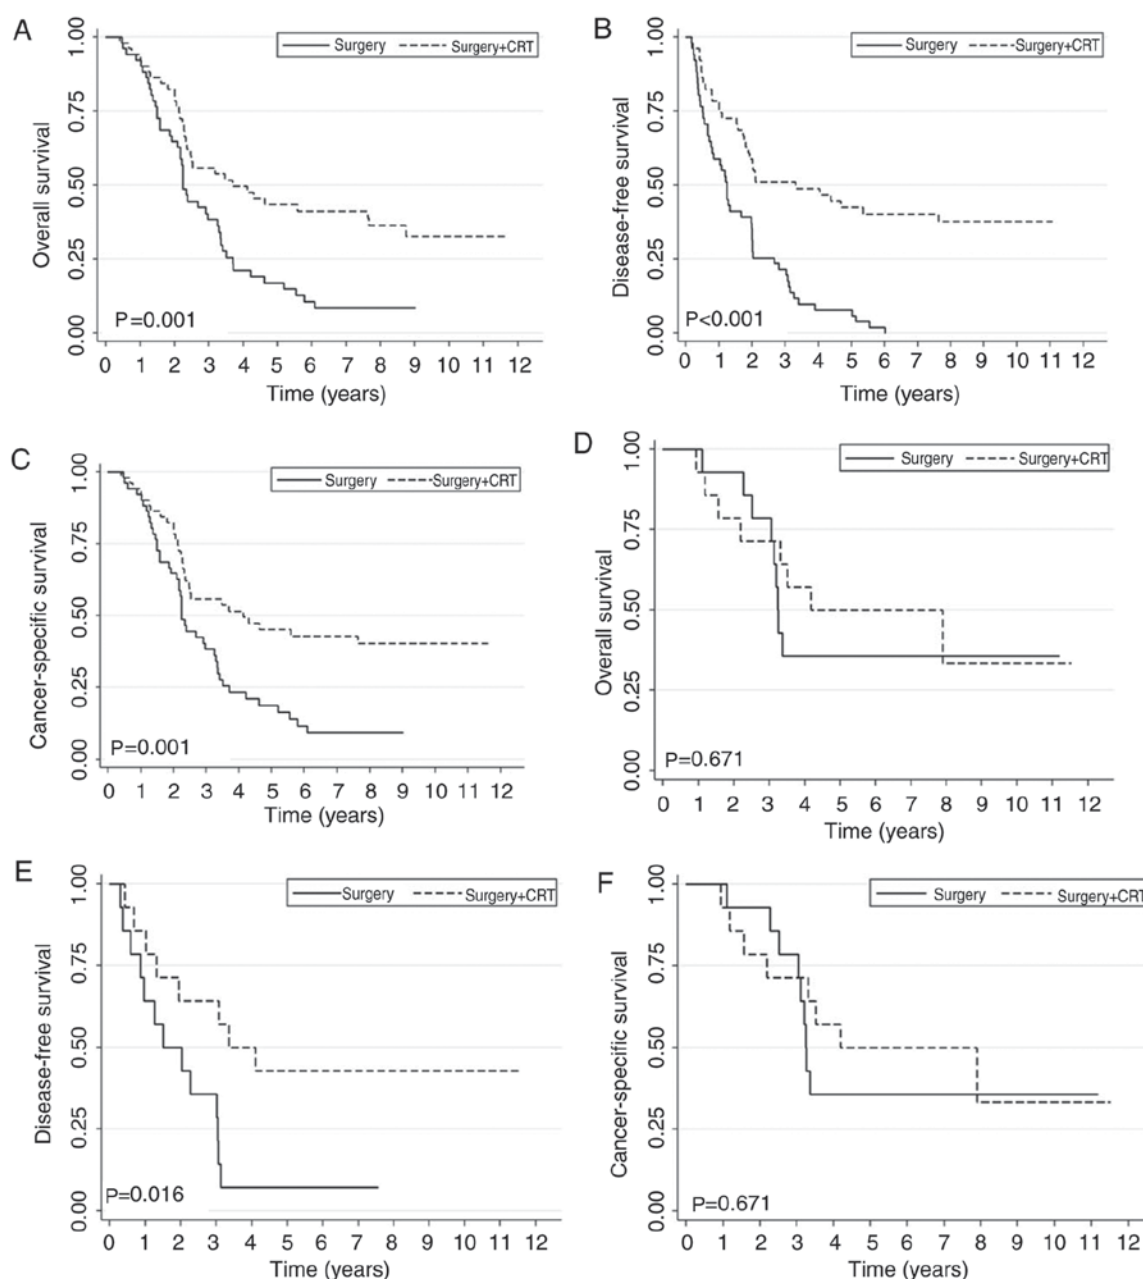 A
Surgery Surgery+CRT
Overall survival
1.00
0.75
0.50
0.25
0.00
P=0.001
0 1 2 3 4 5 6 7 8 9 10 11 12
Time (years)
B
Surgery Surgery+CRT
Disease-free survival
1.00
0.75
0.50
0.25
0.00
P<0.001
0 1 2 3 4 5 6 7 8 9 10 11 12
Time (years)
C
Surgery Surgery+CRT
Cancer-specific survival
1.00
0.75
0.50
0.25
0.00
P=0.001
0 1 2 3 4 5 6 7 8 9 10 11 12
Time (years)
D
Surgery Surgery+CRT
Overall survival
1.00
0.75
0.50
0.25
0.00
P=0.671
0 1 2 3 4 5 6 7 8 9 10 11 12
Time (years)
E
Surgery Surgery+CRT
Disease-free survival
1.00
0.75
0.50
0.25
0.00
P=0.016
0 1 2 3 4 5 6 7 8 9 10 11 12
Time (years)
F
Surgery Surgery+CRT
Cancer-specific survival
1.00
0.75
0.50
0.25
0.00
P=0.671
0 1 2 3 4 5 6 7 8 9 10 11 12
Time (years)